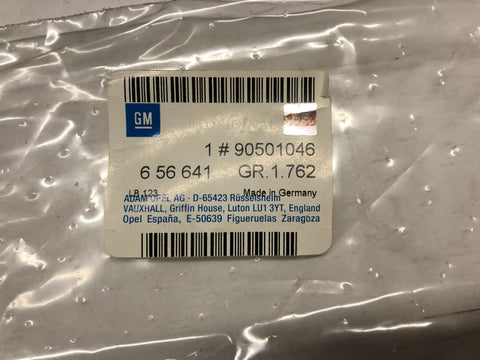 GM
1 # 90501046
6 56 641 GR.1.762
LB 123 Made in Germany
ADAM OPEL AG · D-65423 Rüsselsheim
VAUXHALL, Griffin House, Luton LU1 3YT, England
Opel España, E-50639 Figueruelas Zaragoza